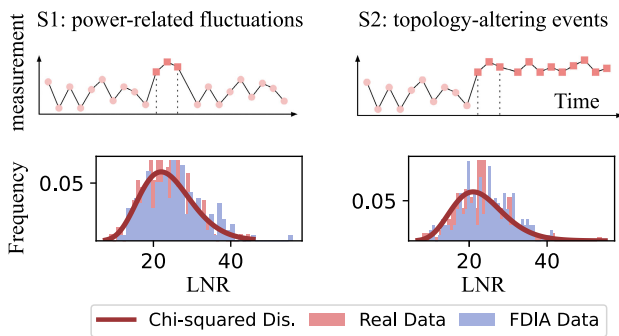 S1: power-related fluctuations
S2: topology-altering events
measurement
Time
Frequency
0.05
20 40
LNR
0.05
20 40
LNR
Chi-squared Dis. Real Data FDIA Data